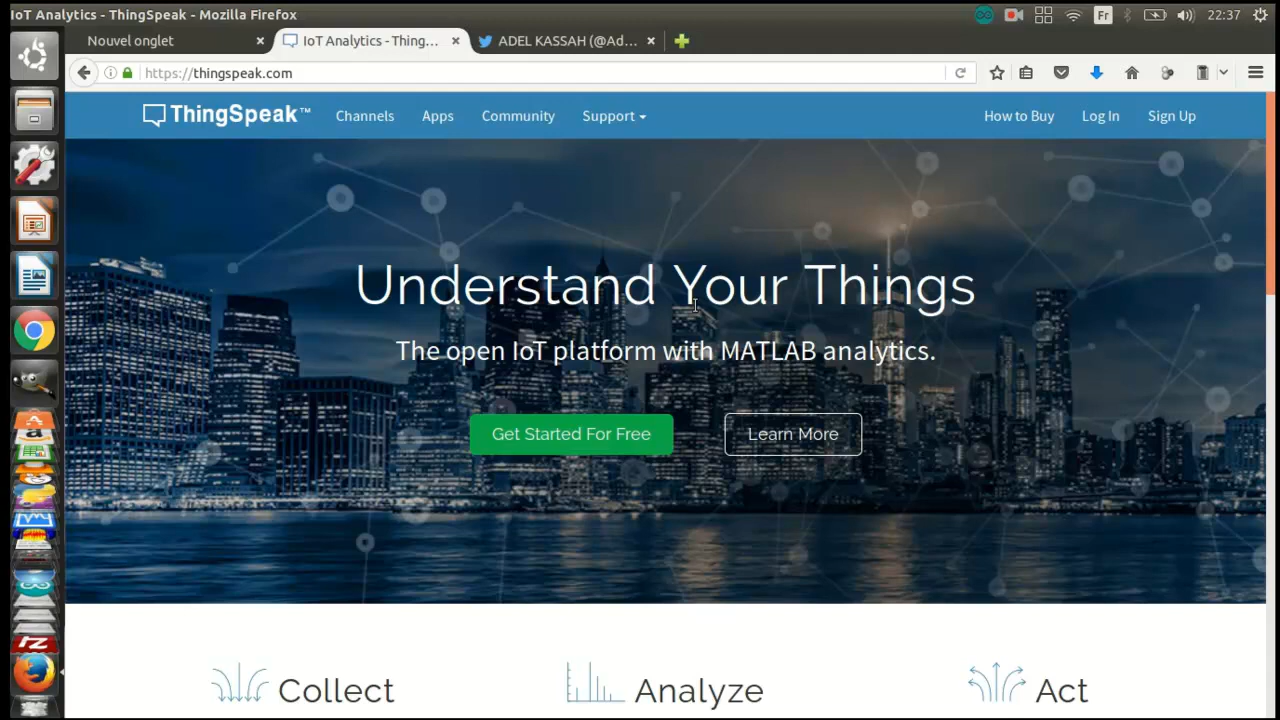 IoT Analytics - ThingSpeak - Mozilla Firefox
Fr
22:37
Nouvel onglet
IoT Analytics - Thing...
ADEL KASSAH (@Ad...
https://thingspeak.com
ThingSpeak™
Channels
Apps
Community
Support
How to Buy
Log In
Sign Up
Understand Your Things
The open IoT platform with MATLAB analytics.
Get Started For Free
Learn More
Collect
Analyze
Act